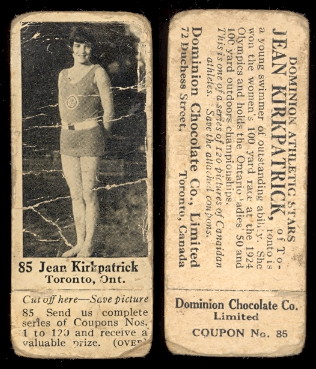 85 Jean Kirkpatrick
Toronto, Ont.
Cut off here—Save picture
85 Send us complete
series of Coupons Nos.
1 to 120 and receive a
valuable prize. (OVER)
DOMINION ATHLETIC STARS
JEAN KIRKPATRICK, of To-
ronto is
a young swimmer of outstanding ability. She
won the women's 100 yard race at the 1924
Olympics and holds the Ontario ladies' 50 and
100 yard outdoors championships.
This is one of a series of 120 pictures of Canadian
athletes. Save the attached coupons.
Dominion Chocolate Co., Limited
72 Duchess Street, Toronto, Canada
Dominion Chocolate Co.
Limited
COUPON No. 85